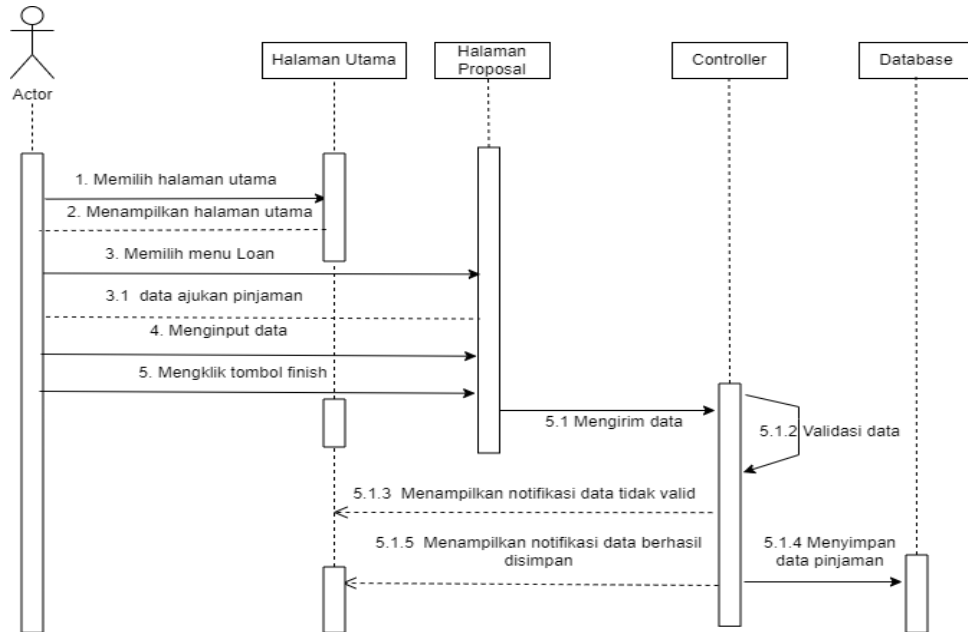 Halaman Utama
Halaman
Proposal
Controller
Database
Actor
1. Memilih halaman utama
2. Menampilkan halaman utama
3. Memilih menu Loan
3.1 data ajukan pinjaman
4. Menginput data
5. Mengklik tombol finish
5.1 Mengirim data
5.1.2 Validasi data
5.1.3 Menampilkan notifikasi data tidak valid
5.1.5 Menampilkan notifikasi data berhasil
disimpan
5.1.4 Menyimpan
data pinjaman